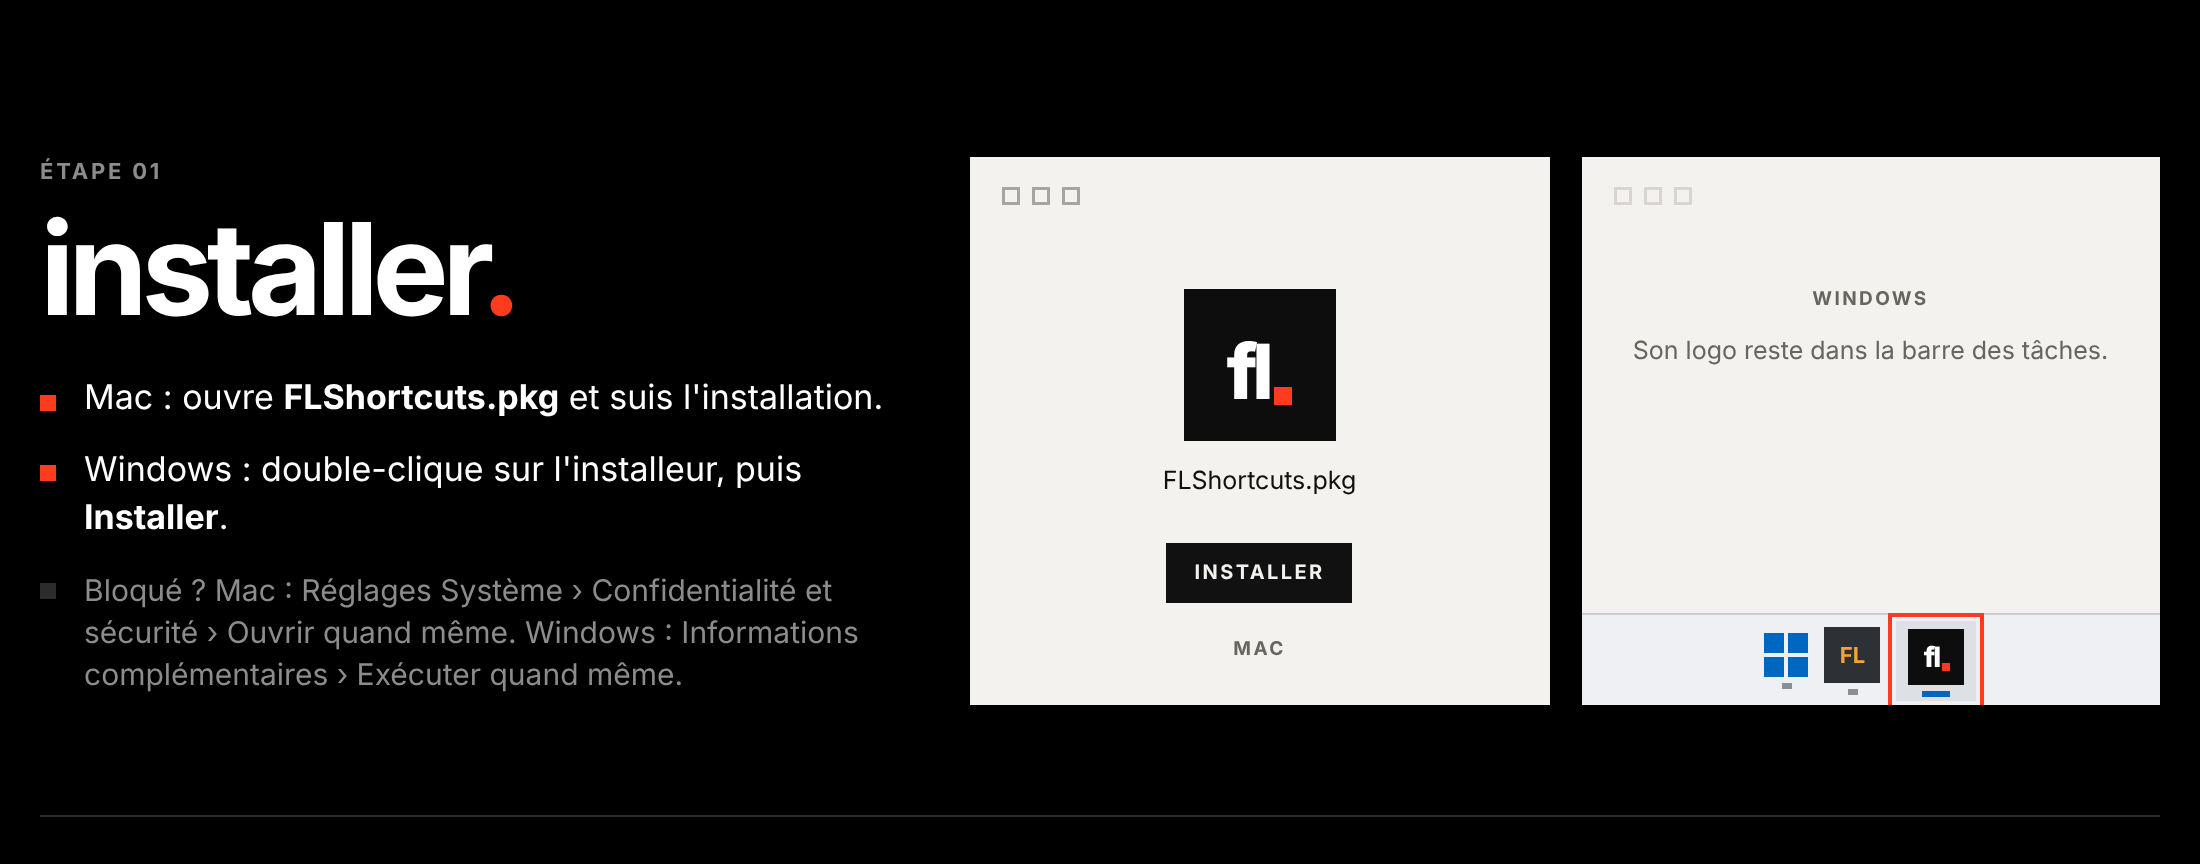 ÉTAPE 01
installer.
Mac : ouvre FLShortcuts.pkg et suis l'installation.
Windows : double-clique sur l'installeur, puis
Installer.
Bloqué ? Mac : Réglages Système › Confidentialité et
sécurité › Ouvrir quand même. Windows : Informations
complémentaires › Exécuter quand même.
fl.
FLShortcuts.pkg
INSTALLER
MAC
WINDOWS
Son logo reste dans la barre des tâches.
FL
fl.